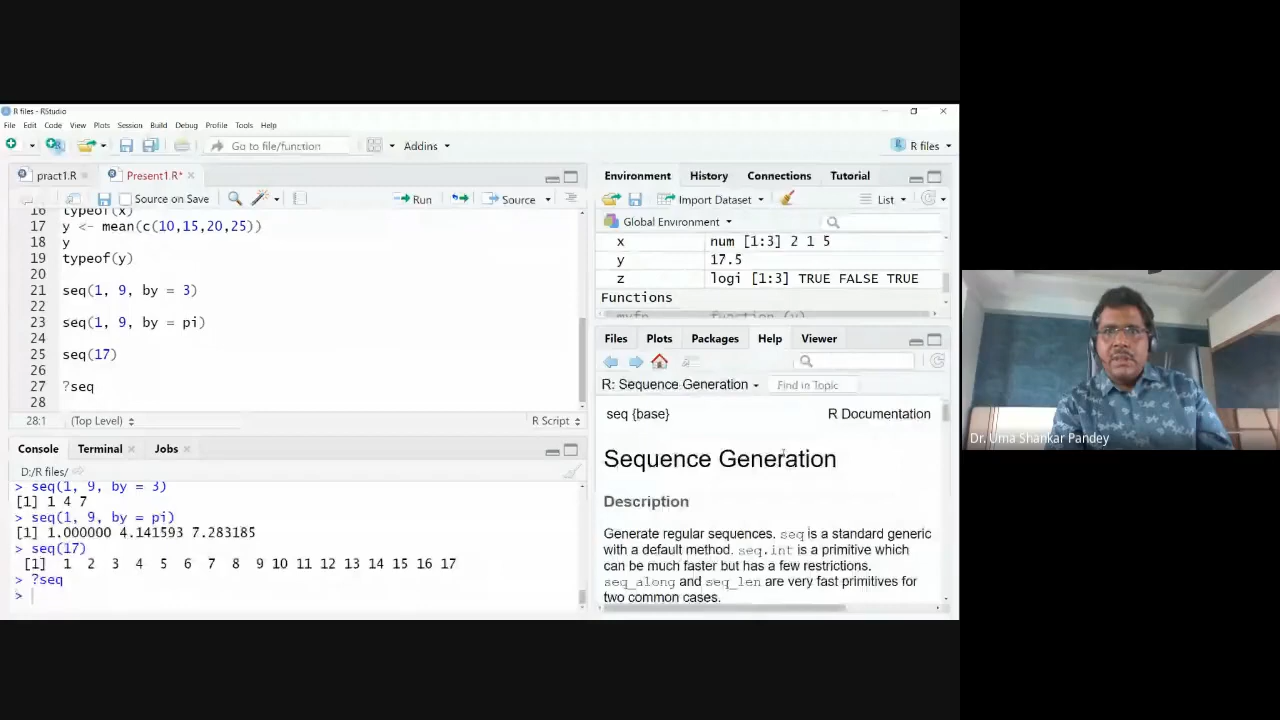 R files - RStudio
File Edit Code View Plots Session Build Debug Profile Tools Help
Go to file/function Addins R files
pract1.R Present1.R*
Source on Save Run Source
16 typeof(x)
17 y <- mean(c(10,15,20,25))
18 y
19 typeof(y)
20
21 seq(1, 9, by = 3)
22
23 seq(1, 9, by = pi)
24
25 seq(17)
26
27 ?seq
28
28:1 (Top Level) R Script
Console Terminal Jobs
D:/R files/
> seq(1, 9, by = 3)
[1] 1 4 7
> seq(1, 9, by = pi)
[1] 1.000000 4.141593 7.283185
> seq(17)
[1] 1 2 3 4 5 6 7 8 9 10 11 12 13 14 15 16 17
> ?seq
>
Environment History Connections Tutorial
Import Dataset List
Global Environment
x num [1:3] 2 1 5
y 17.5
z logi [1:3] TRUE FALSE TRUE
Functions
Files Plots Packages Help Viewer
R: Sequence Generation Find in Topic
seq {base} R Documentation
Sequence Generation
Description
Generate regular sequences. seq is a standard generic
with a default method. seq.int is a primitive which
can be much faster but has a few restrictions.
seq_along and seq_len are very fast primitives for
two common cases.
Dr. Uma Shankar Pandey